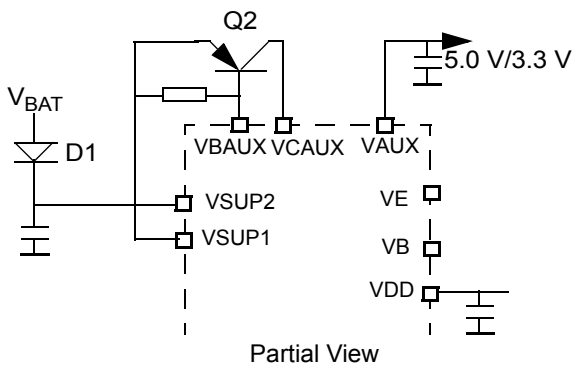 Q2
5.0 V/3.3 V
VBAT
D1
VBAUX VCAUX VAUX
VSUP2
VE
VSUP1
VB
VDD
Partial View